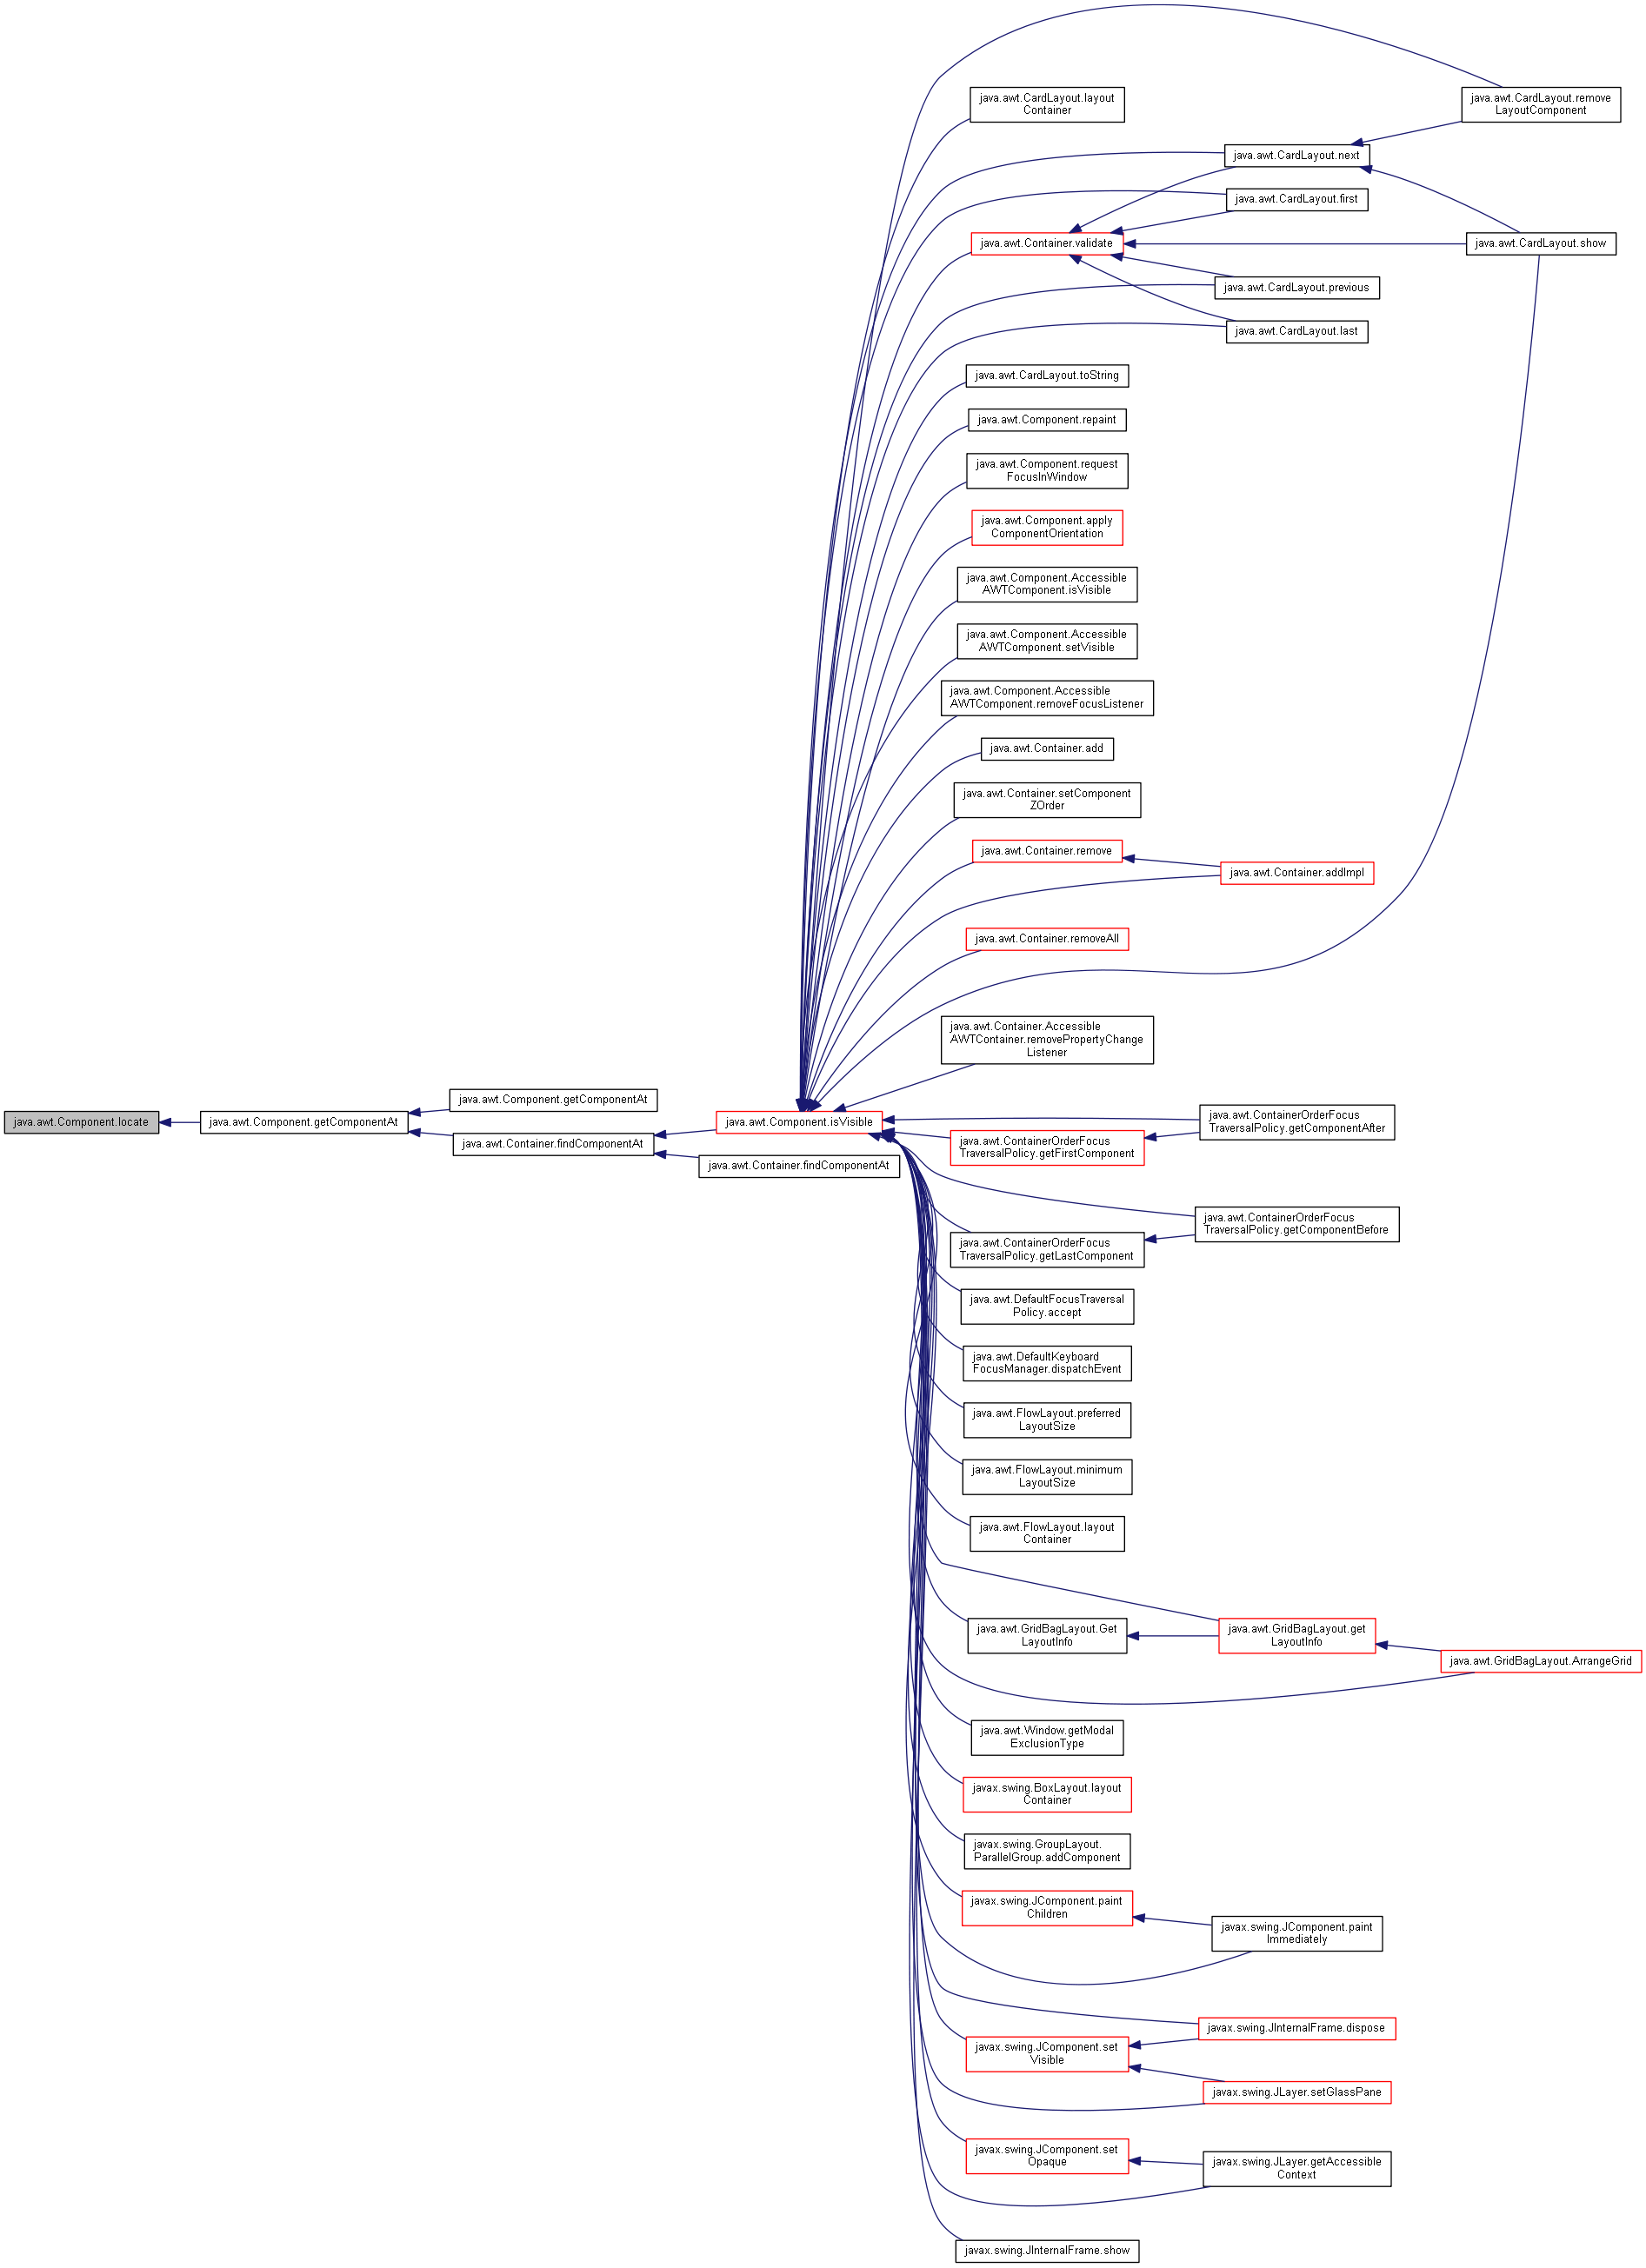 java.awt.CardLayout.remove
LayoutComponent
java.awt.CardLayout.layout
Container
java.awt.CardLayout.next
java.awt.CardLayout.first
java.awt.Container.validate
java.awt.CardLayout.show
java.awt.CardLayout.previous
java.awt.CardLayout.last
java.awt.CardLayout.toString
java.awt.Component.repaint
java.awt.Component.request
FocusInWindow
java.awt.Component.apply
ComponentOrientation
java.awt.Component.Accessible
AWTComponent.isVisible
java.awt.Component.Accessible
AWTComponent.setVisible
java.awt.Component.Accessible
AWTComponent.removeFocusListener
java.awt.Container.add
java.awt.Container.setComponent
ZOrder
java.awt.Container.remove
java.awt.Container.addImpl
java.awt.Container.removeAll
java.awt.Container.Accessible
AWTContainer.removePropertyChange
Listener
java.awt.Component.locate
java.awt.Component.getComponentAt
java.awt.Component.getComponentAt
java.awt.Container.findComponentAt
java.awt.Component.isVisible
java.awt.Container.findComponentAt
java.awt.ContainerOrderFocus
TraversalPolicy.getComponentAfter
java.awt.ContainerOrderFocus
TraversalPolicy.getFirstComponent
java.awt.ContainerOrderFocus
TraversalPolicy.getComponentBefore
java.awt.ContainerOrderFocus
TraversalPolicy.getLastComponent
java.awt.DefaultFocusTraversal
Policy.accept
java.awt.DefaultKeyboard
FocusManager.dispatchEvent
java.awt.FlowLayout.preferred
LayoutSize
java.awt.FlowLayout.minimum
LayoutSize
java.awt.FlowLayout.layout
Container
java.awt.GridBagLayout.Get
LayoutInfo
java.awt.GridBagLayout.get
LayoutInfo
java.awt.GridBagLayout.ArrangeGrid
java.awt.Window.getModal
ExclusionType
javax.swing.BoxLayout.layout
Container
javax.swing.GroupLayout.
ParallelGroup.addComponent
javax.swing.JComponent.paint
Children
javax.swing.JComponent.paint
Immediately
javax.swing.JInternalFrame.dispose
javax.swing.JComponent.set
Visible
javax.swing.JLayer.setGlassPane
javax.swing.JComponent.set
Opaque
javax.swing.JLayer.getAccessible
Context
javax.swing.JInternalFrame.show